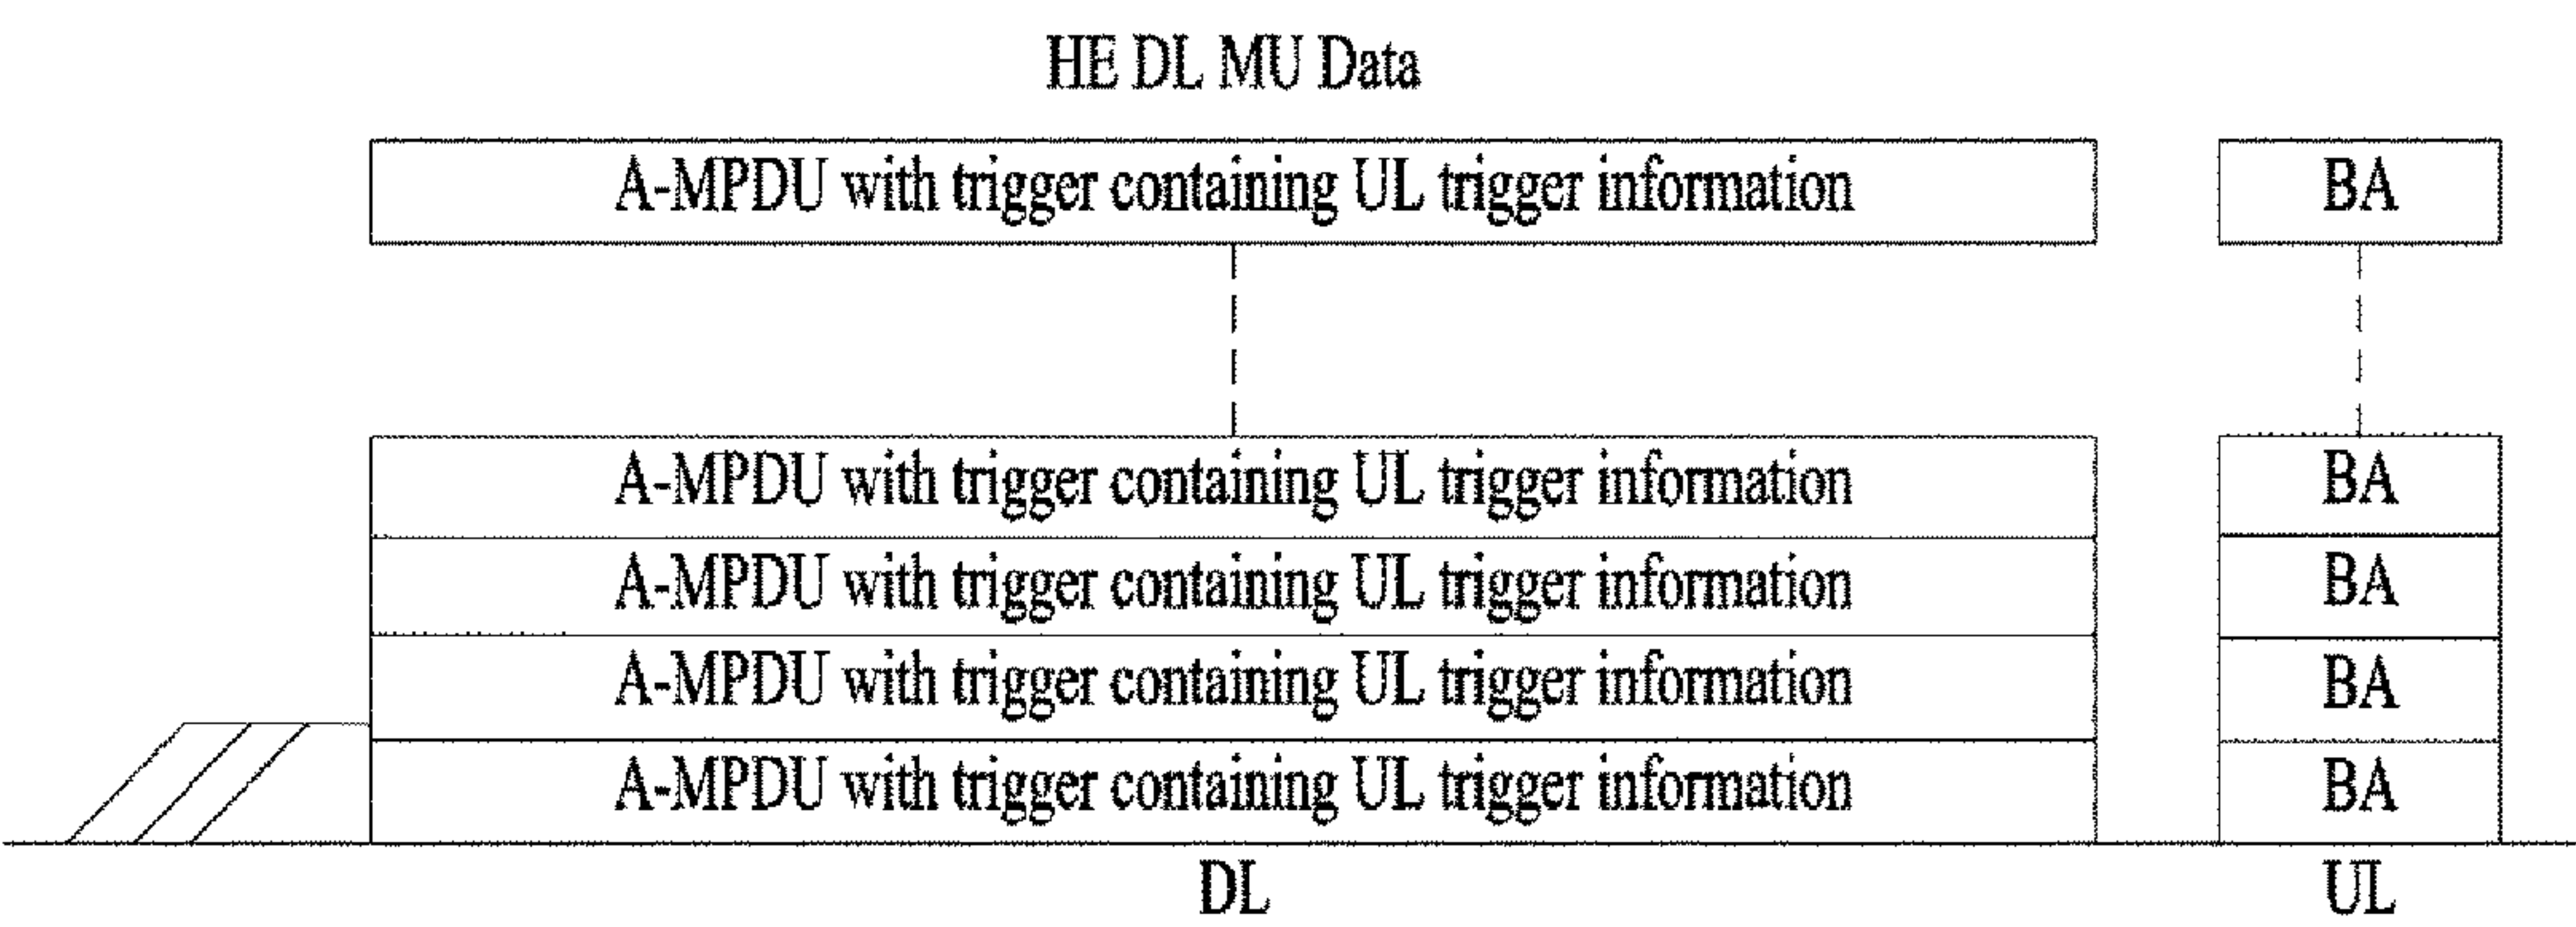 HE DL MU Data
A-MPDU with trigger containing UL trigger information BA
A-MPDU with trigger containing UL trigger information BA
A-MPDU with trigger containing UL trigger information BA
A-MPDU with trigger containing UL trigger information BA
A-MPDU with trigger containing UL trigger information BA
DL UL